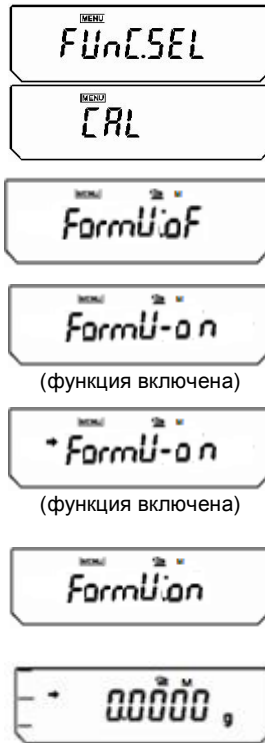 MENU
FUnC.SEL
MENU
CAL
MENU M
FormU:oF
MENU M
FormU-on
(функция включена)
MENU M
➜FormU-on
(функция включена)
MENU M
FormU:on
M
➜ 0.0000 g